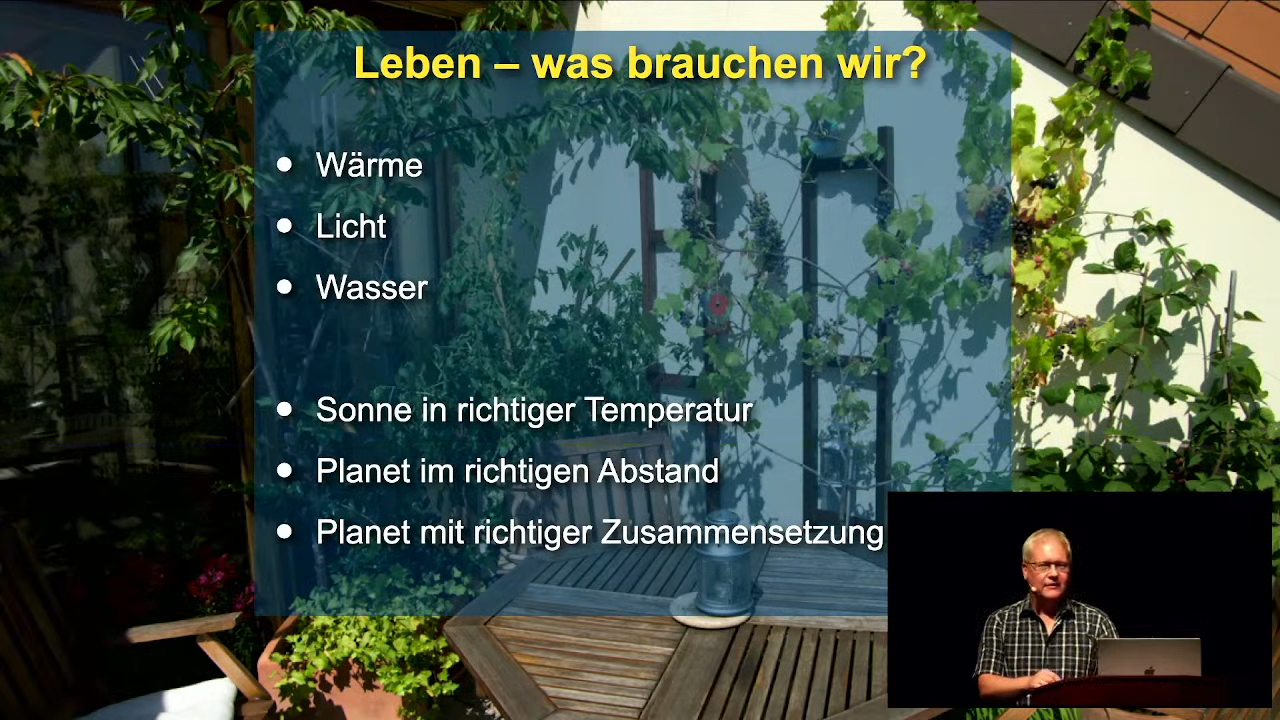 Leben – was brauchen wir?
• Wärme
• Licht
• Wasser
• Sonne in richtiger Temperatur
• Planet im richtigen Abstand
• Planet mit richtiger Zusammensetzung